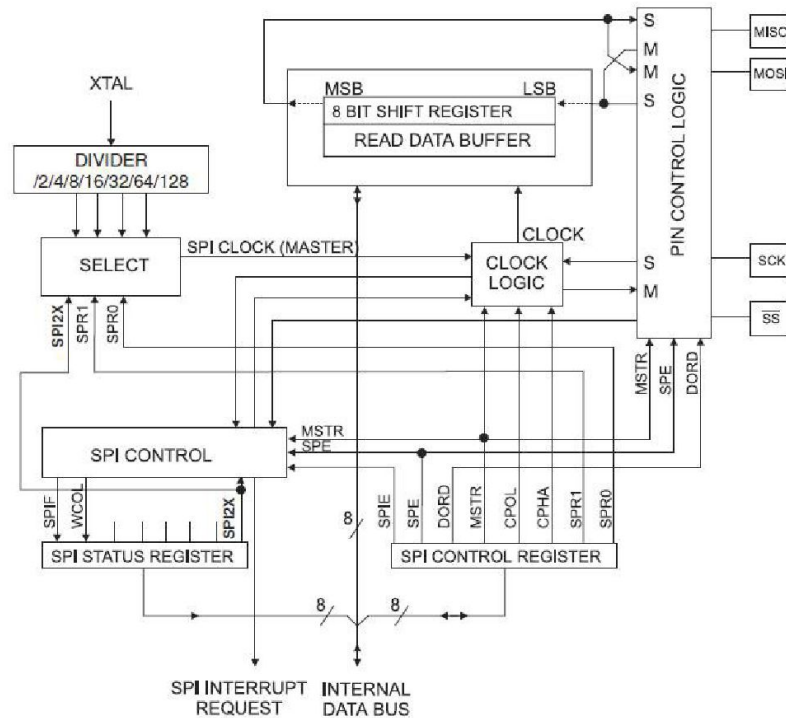 S
MISO
M
MOSI
M
S
MSB
LSB
XTAL
8 BIT SHIFT REGISTER
READ DATA BUFFER
DIVIDER
/2/4/8/16/32/64/128
PIN CONTROL LOGIC
SPI CLOCK (MASTER)
CLOCK
SELECT
CLOCK
LOGIC
S
SCK
M
SS
SPI2X
SPR1
SPR0
MSTR
SPE
DORD
MSTR
SPE
SPI CONTROL
SPIF
WCOL
SPI2X
8
SPIE
SPE
DORD
MSTR
CPOL
CPHA
SPR1
SPR0
SPI STATUS REGISTER
SPI CONTROL REGISTER
8
8
SPI INTERRUPT
REQUEST
INTERNAL
DATA BUS